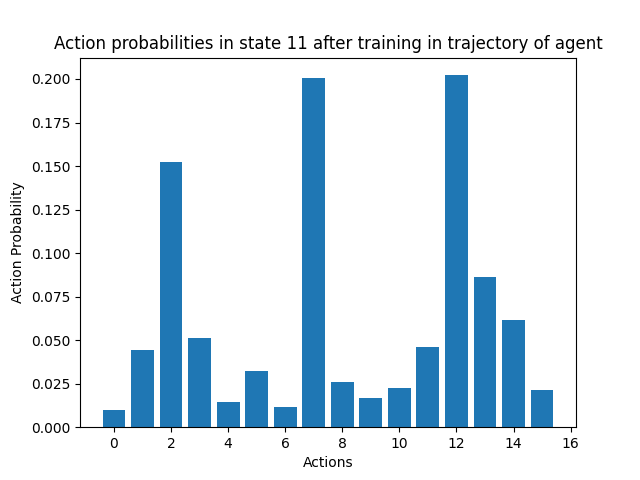 Action probabilities in state 11 after training in trajectory of agent
0.200
0.175
0.150
0.125
0.100
0.075
0.050
0.025
0.000
Action Probability
0 2 4 6 8 10 12 14 16
Actions